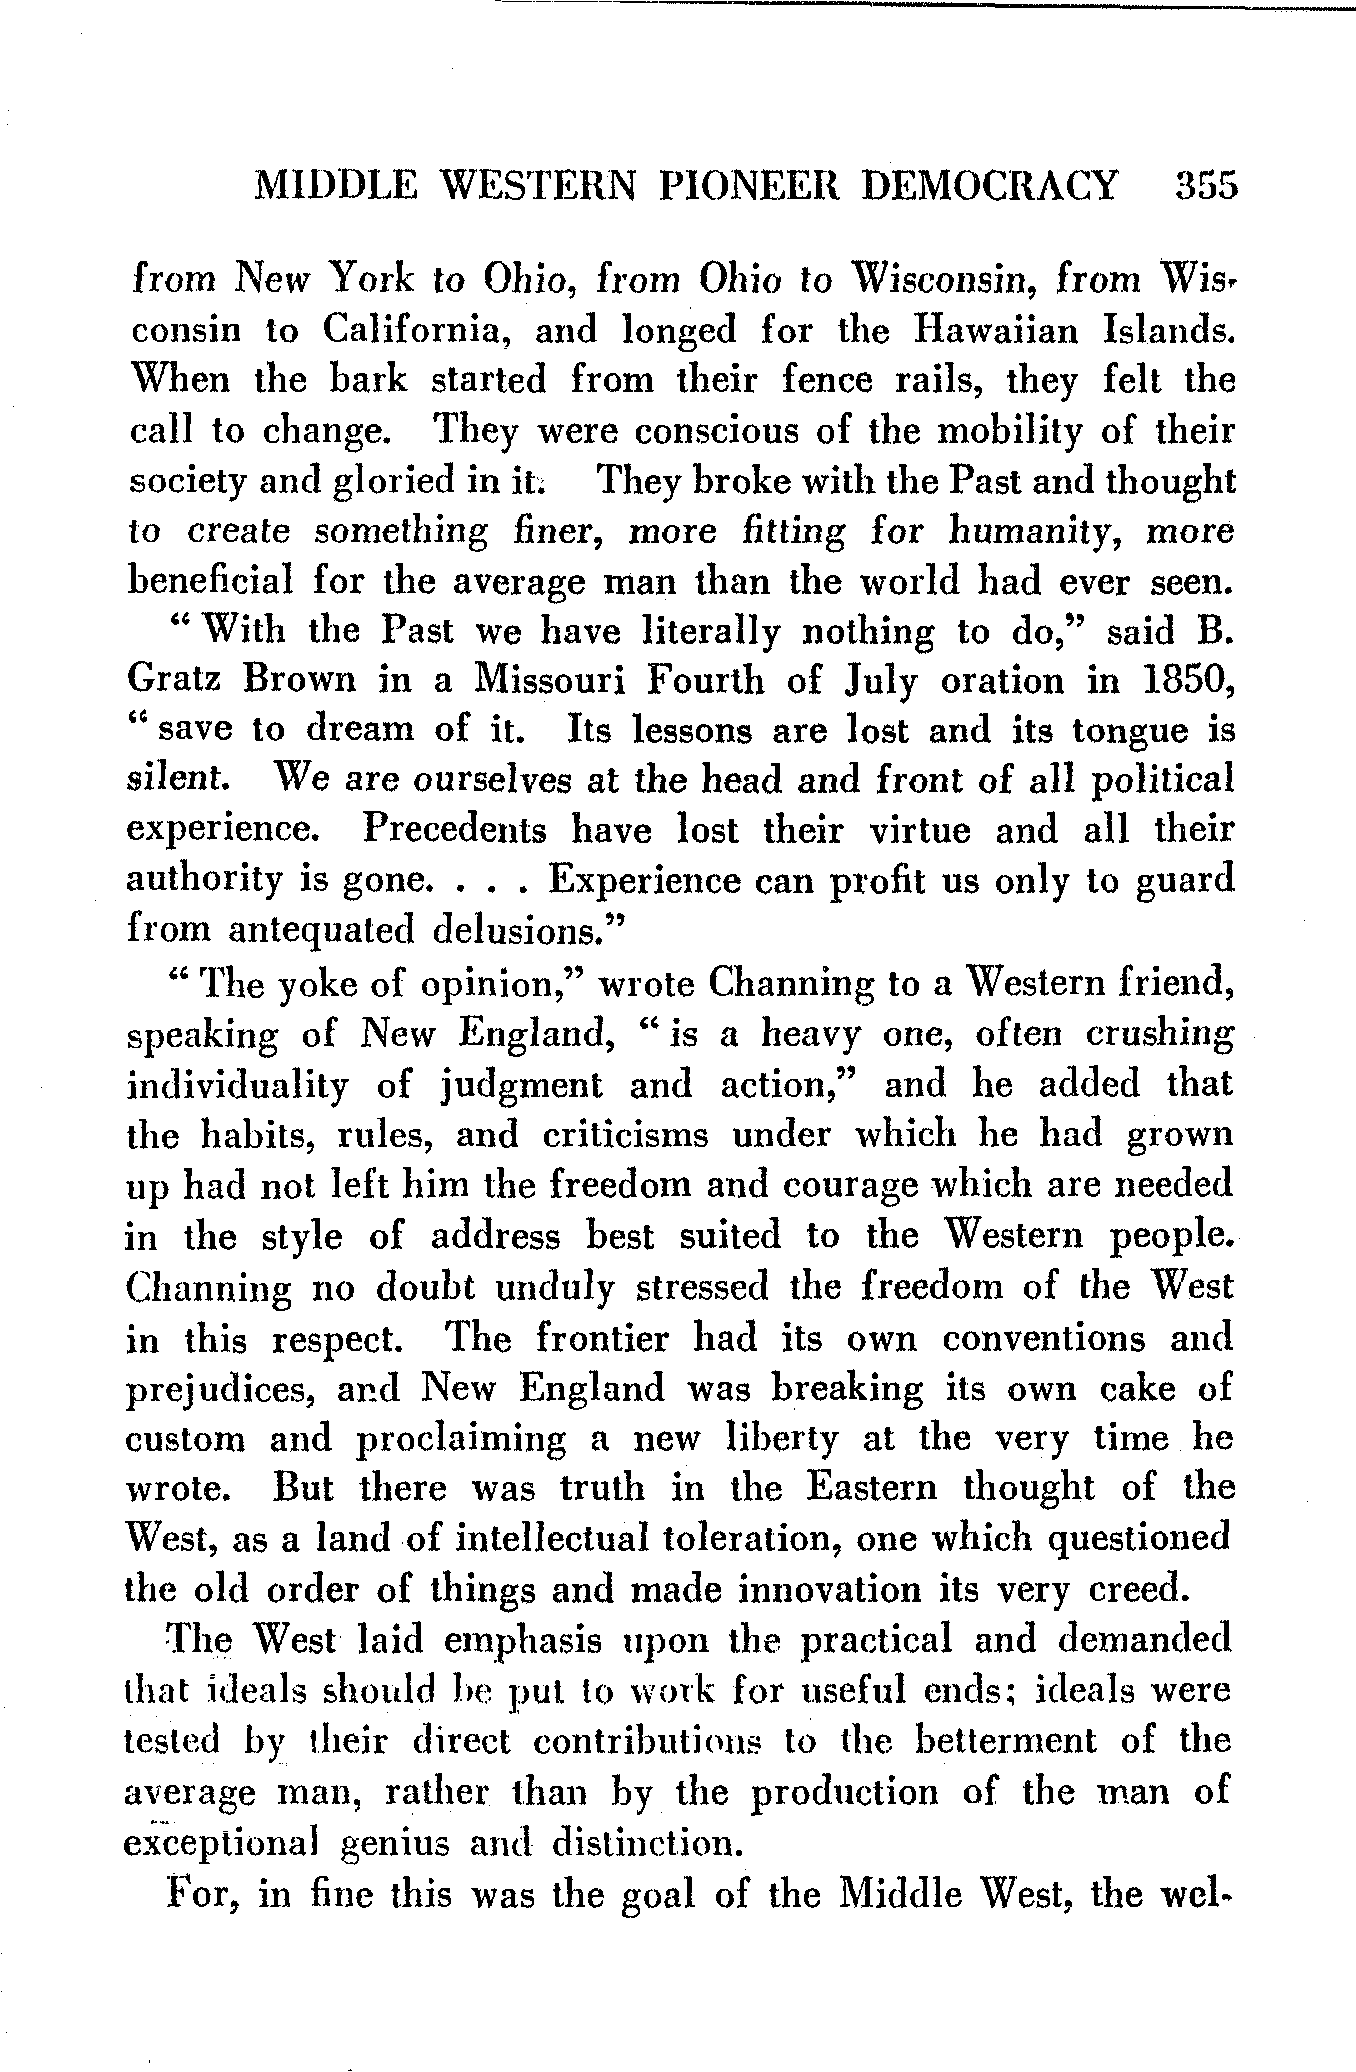 MIDDLE WESTERN PIONEER DEMOCRACY 355
from New York to Ohio, from Ohio to Wisconsin, from Wis-
consin to California, and longed for the Hawaiian Islands.
When the bark started from their fence rails, they felt the
call to change. They were conscious of the mobility of their
society and gloried in it. They broke with the Past and thought
to create something finer, more fitting for humanity, more
beneficial for the average man than the world had ever seen.
“ With the Past we have literally nothing to do,” said B.
Gratz Brown in a Missouri Fourth of July oration in 1850,
“ save to dream of it. Its lessons are lost and its tongue is
silent. We are ourselves at the head and front of all political
experience. Precedents have lost their virtue and all their
authority is gone. . . . Experience can profit us only to guard
from antequated delusions.”
“ The yoke of opinion,” wrote Channing to a Western friend,
speaking of New England, “ is a heavy one, often crushing
individuality of judgment and action,” and he added that
the habits, rules, and criticisms under which he had grown
up had not left him the freedom and courage which are needed
in the style of address best suited to the Western people.
Channing no doubt unduly stressed the freedom of the West
in this respect. The frontier had its own conventions and
prejudices, and New England was breaking its own cake of
custom and proclaiming a new liberty at the very time he
wrote. But there was truth in the Eastern thought of the
West, as a land of intellectual toleration, one which questioned
the old order of things and made innovation its very creed.
The West laid emphasis upon the practical and demanded
that ideals should be put to work for useful ends; ideals were
tested by their direct contributions to the betterment of the
average man, rather than by the production of the man of
exceptional genius and distinction.
For, in fine this was the goal of the Middle West, the wel-